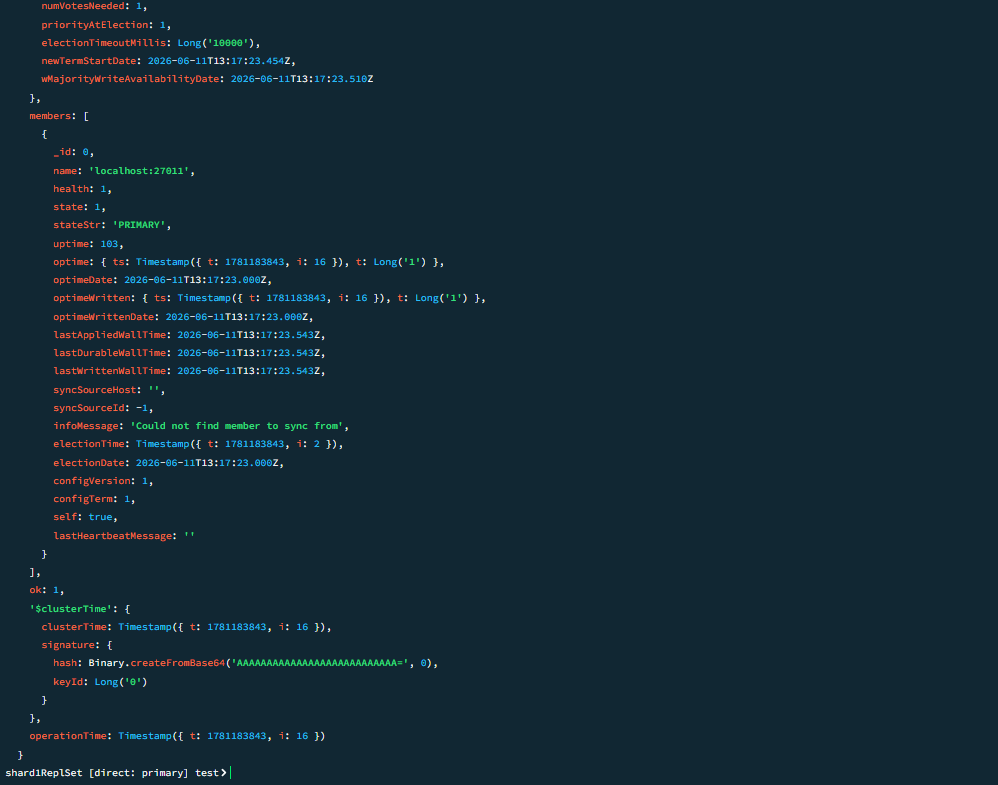 numVotesNeeded: 1,
priorityAtElection: 1,
electionTimeoutMillis: Long('10000'),
newTermStartDate: 2026-06-11T13:17:23.454Z,
wMajorityWriteAvailabilityDate: 2026-06-11T13:17:23.510Z
},
members: [
{
_id: 0,
name: 'localhost:27011',
health: 1,
state: 1,
stateStr: 'PRIMARY',
uptime: 103,
optime: { ts: Timestamp({ t: 1781183843, i: 16 }), t: Long('1') },
optimeDate: 2026-06-11T13:17:23.000Z,
optimeWritten: { ts: Timestamp({ t: 1781183843, i: 16 }), t: Long('1') },
optimeWrittenDate: 2026-06-11T13:17:23.000Z,
lastAppliedWallTime: 2026-06-11T13:17:23.543Z,
lastDurableWallTime: 2026-06-11T13:17:23.543Z,
lastWrittenWallTime: 2026-06-11T13:17:23.543Z,
syncSourceHost: '',
syncSourceId: -1,
infoMessage: 'Could not find member to sync from',
electionTime: Timestamp({ t: 1781183843, i: 2 }),
electionDate: 2026-06-11T13:17:23.000Z,
configVersion: 1,
configTerm: 1,
self: true,
lastHeartbeatMessage: ''
}
],
ok: 1,
'$clusterTime': {
clusterTime: Timestamp({ t: 1781183843, i: 16 }),
signature: {
hash: Binary.createFromBase64('AAAAAAAAAAAAAAAAAAAAAAAAAAA=', 0),
keyId: Long('0')
}
},
operationTime: Timestamp({ t: 1781183843, i: 16 })
}
shard1ReplSet [direct: primary] test>